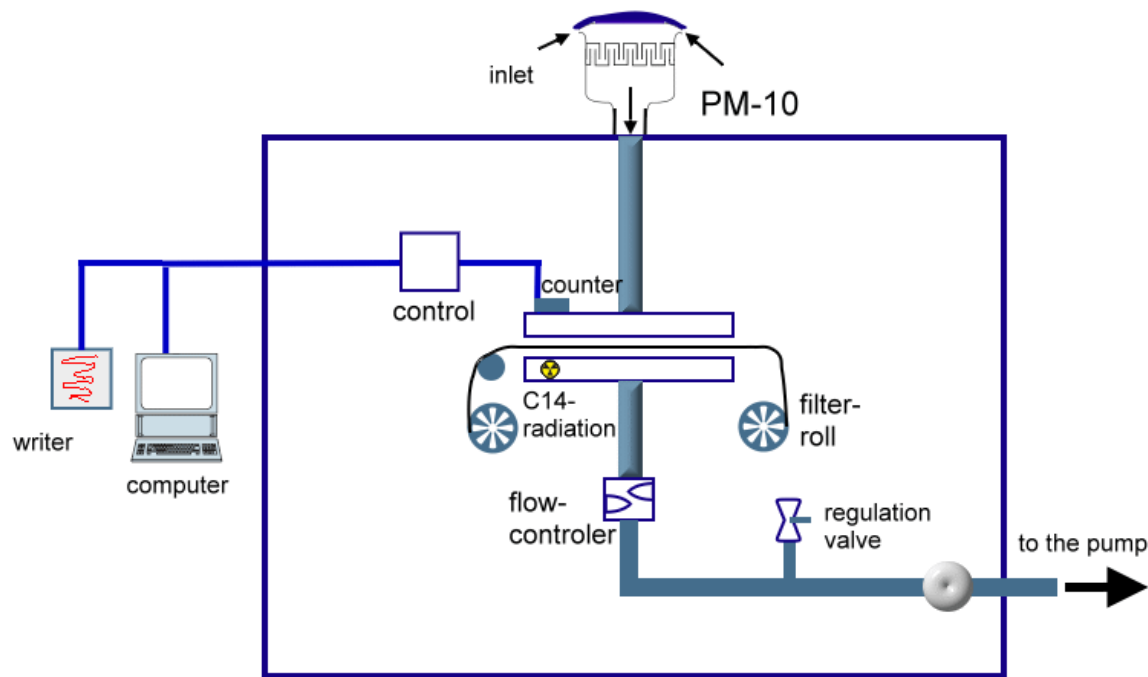 inlet
PM-10
counter
control
C14-
radiation
filter-
roll
writer
computer
flow-
controler
regulation
valve
to the pump